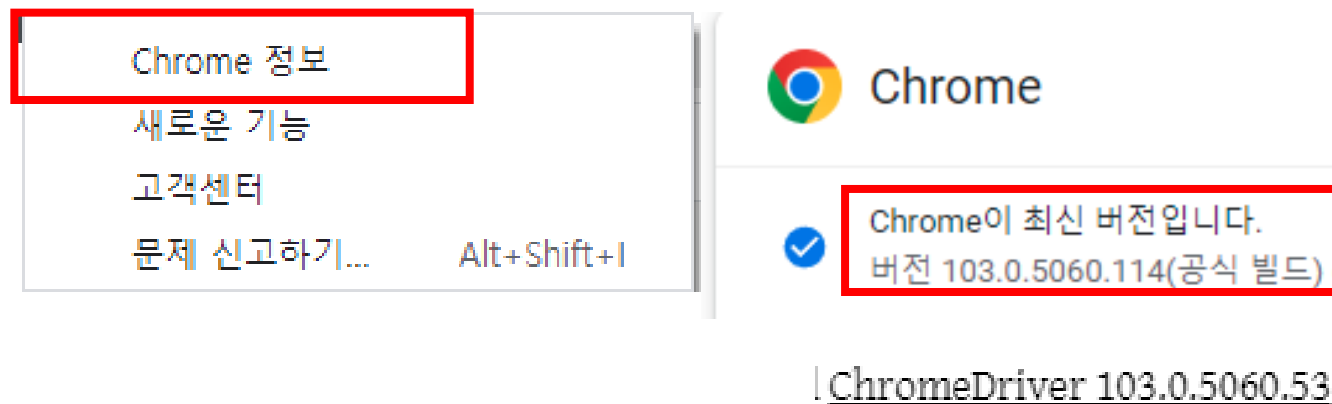 Chrome 정보
새로운 기능
고객센터
문제 신고하기... Alt+Shift+I
Chrome
Chrome이 최신 버전입니다.
버전 103.0.5060.114(공식 빌드)
ChromeDriver 103.0.5060.53